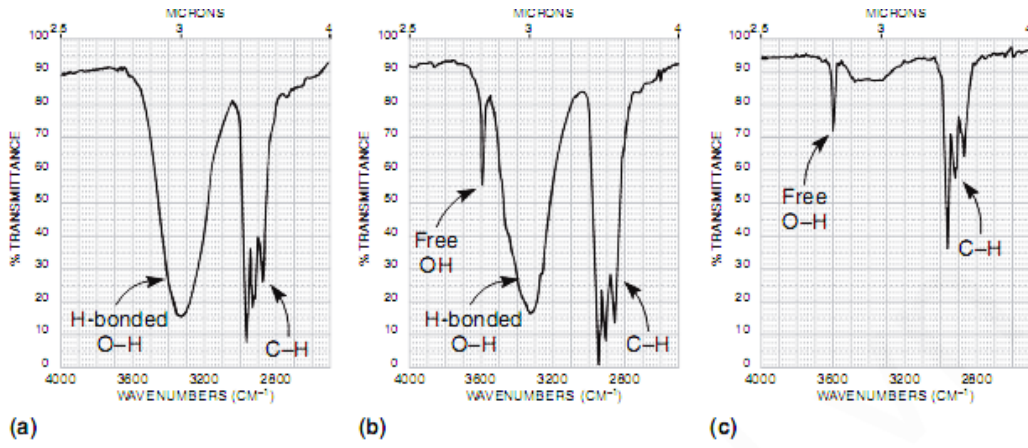 MICRONS
2.5 3 4
100
90
80
70
60
50
40
30
20
10
0
% TRANSMITTANCE
H-bonded
O–H
C–H
4000 3600 3200 2800
WAVENUMBERS (CM⁻¹)
(a)
MICRONS
2.5 3 4
100
90
80
70
60
50
40
30
20
10
0
% TRANSMITTANCE
Free
OH
H-bonded
O–H
C–H
4000 3600 3200 2800
WAVENUMBERS (CM⁻¹)
(b)
MICRONS
2.5 3 4
100
90
80
70
60
50
40
30
20
10
0
% TRANSMITTANCE
Free
O–H
C–H
4000 3600 3200 2800
WAVENUMBERS (CM⁻¹)
(c)